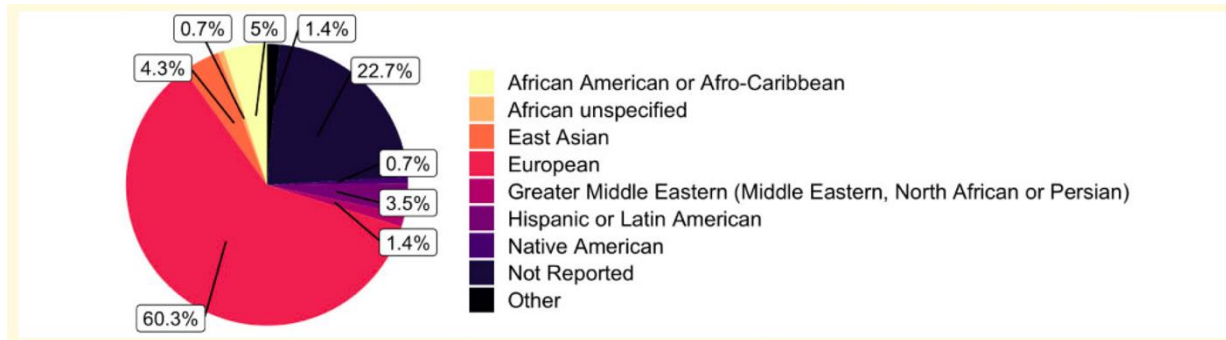 0.7%
5%
1.4%
4.3%
22.7%
0.7%
3.5%
1.4%
60.3%
African American or Afro-Caribbean
African unspecified
East Asian
European
Greater Middle Eastern (Middle Eastern, North African or Persian)
Hispanic or Latin American
Native American
Not Reported
Other